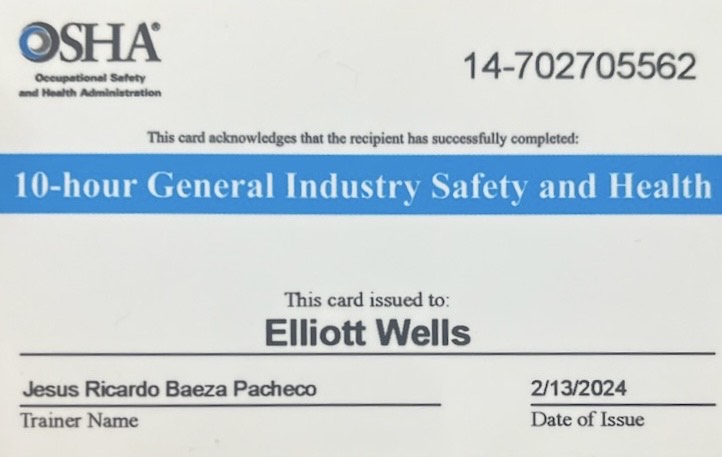 OSHA®
Occupational Safety
and Health Administration
14-702705562
This card acknowledges that the recipient has successfully completed:
10-hour General Industry Safety and Health
This card issued to:
Elliott Wells
Jesus Ricardo Baeza Pacheco
Trainer Name
2/13/2024
Date of Issue